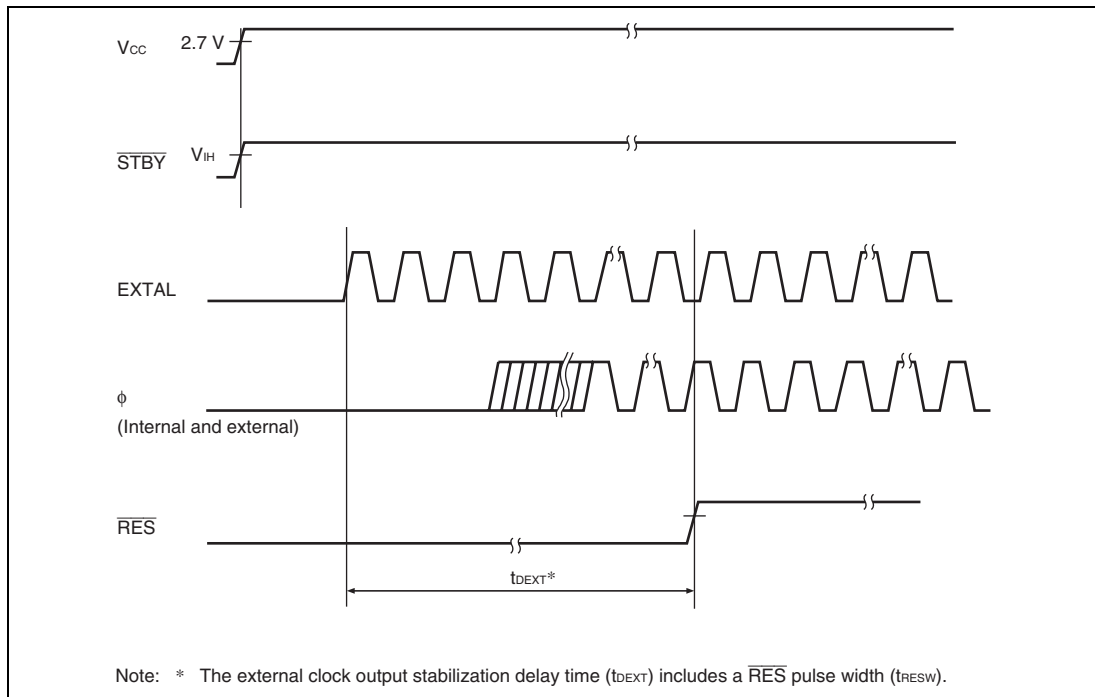 Vcc 2.7 V
STBY VIH
EXTAL
ϕ
(Internal and external)
RES
tDEXT*
Note: * The external clock output stabilization delay time (tDEXT) includes a RES pulse width (tRESW).